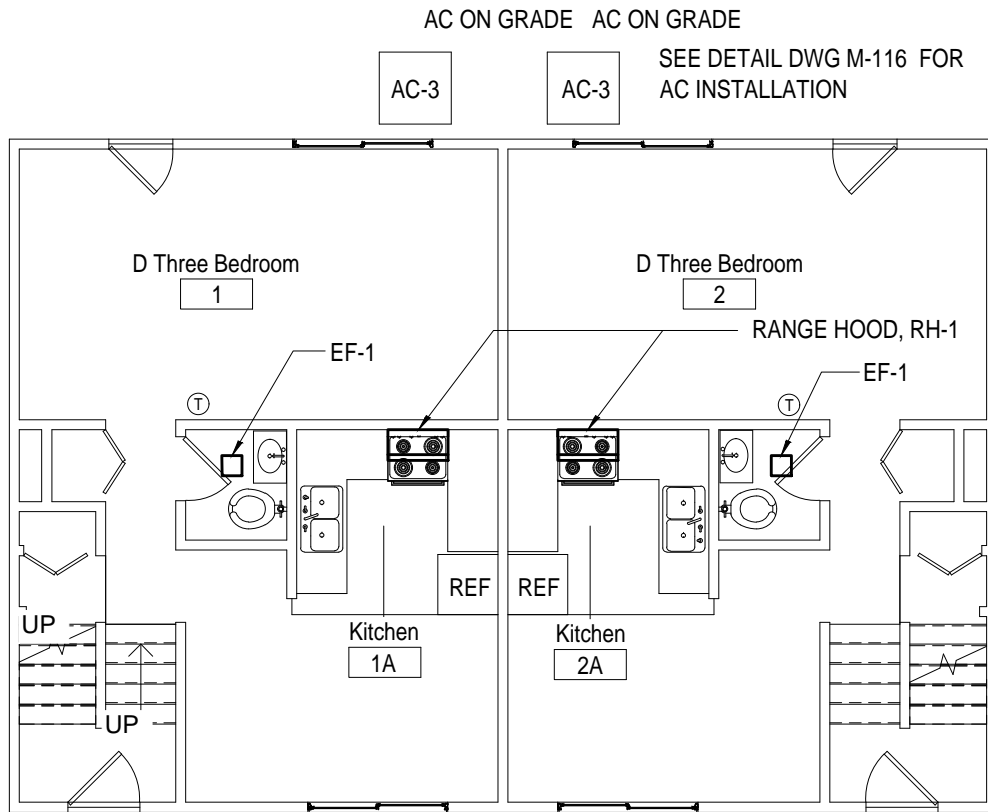 AC ON GRADE AC ON GRADE
SEE DETAIL DWG M-116 FOR
AC INSTALLATION
AC-3
AC-3
D Three Bedroom
1
D Three Bedroom
2
RANGE HOOD, RH-1
EF-1
EF-1
T
T
REF
REF
UP
Kitchen
1A
Kitchen
2A
UP